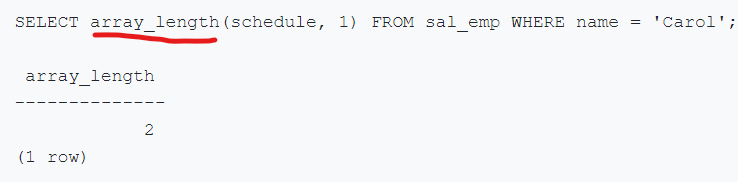 SELECT array_length(schedule, 1) FROM sal_emp WHERE name = 'Carol';
array_length
--------------
2
(1 row)